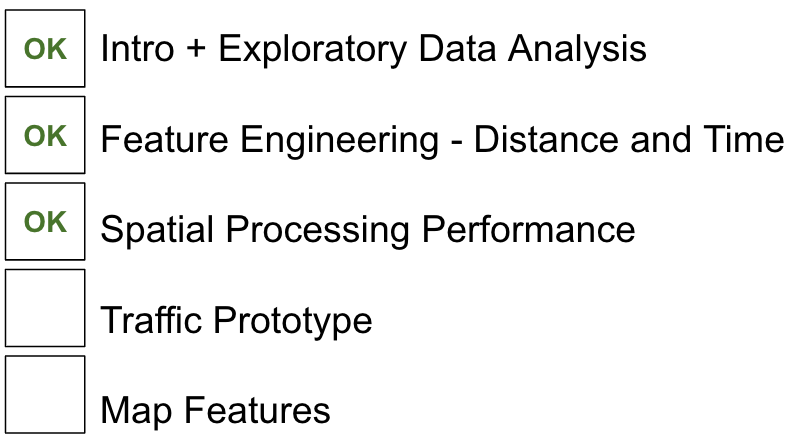 OK Intro + Exploratory Data Analysis
OK Feature Engineering - Distance and Time
OK Spatial Processing Performance
Traffic Prototype
Map Features